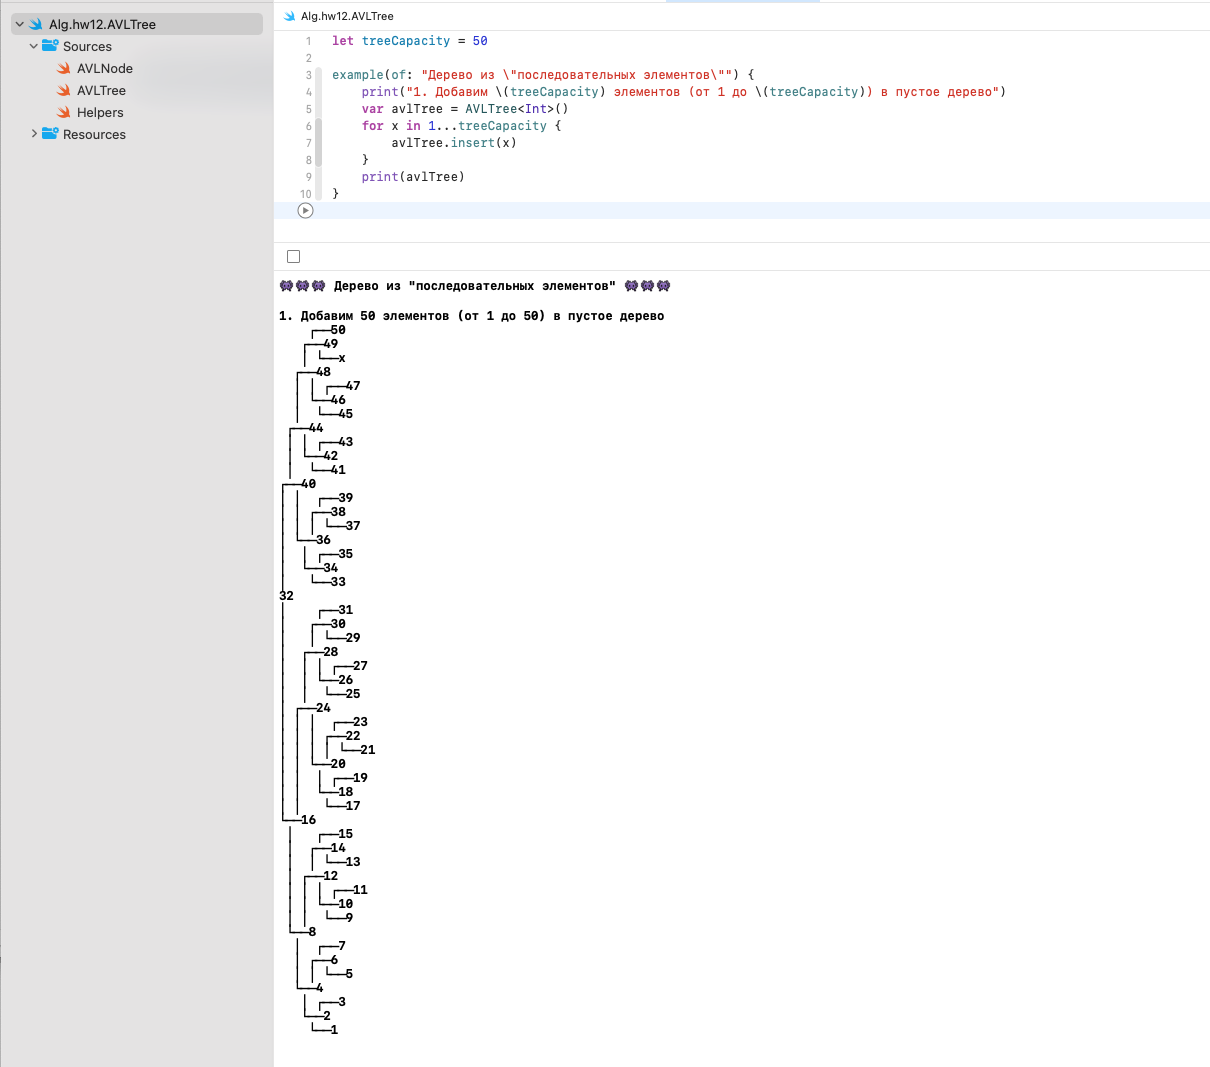 Alg.hw12.AVLTree
Sources
AVLNode
AVLTree
Helpers
Resources
Alg.hw12.AVLTree
1 let treeCapacity = 50
2
3 example(of: "Дерево из \"последовательных элементов\"") {
4     print("1. Добавим \(treeCapacity) элементов (от 1 до \(treeCapacity)) в пустое дерево")
5     var avlTree = AVLTree<Int>()
6     for x in 1...treeCapacity {
7         avlTree.insert(x)
8     }
9     print(avlTree)
10 }
👾👾👾 Дерево из "последовательных элементов" 👾👾👾
1. Добавим 50 элементов (от 1 до 50) в пустое дерево
    ┌──50
   ┌──49
   │ └──x
  ┌──48
  │ │ ┌──47
  │ └──46
  │  └──45
 ┌──44
 │ │ ┌──43
 │ └──42
 │  └──41
┌──40
│ │  ┌──39
│ │ ┌──38
│ │ │ └──37
│ └──36
│  │ ┌──35
│  └──34
│   └──33
32
│    ┌──31
│   ┌──30
│   │ └──29
│  ┌──28
│  │ │ ┌──27
│  │ └──26
│  │  └──25
│ ┌──24
│ │ │  ┌──23
│ │ │ ┌──22
│ │ │ │ └──21
│ │ └──20
│ │  │ ┌──19
│ │  └──18
│ │   └──17
└──16
 │   ┌──15
 │  ┌──14
 │  │ └──13
 │ ┌──12
 │ │ │ ┌──11
 │ │ └──10
 │ │  └──9
 └──8
  │  ┌──7
  │ ┌──6
  │ │ └──5
  └──4
   │ ┌──3
   └──2
    └──1